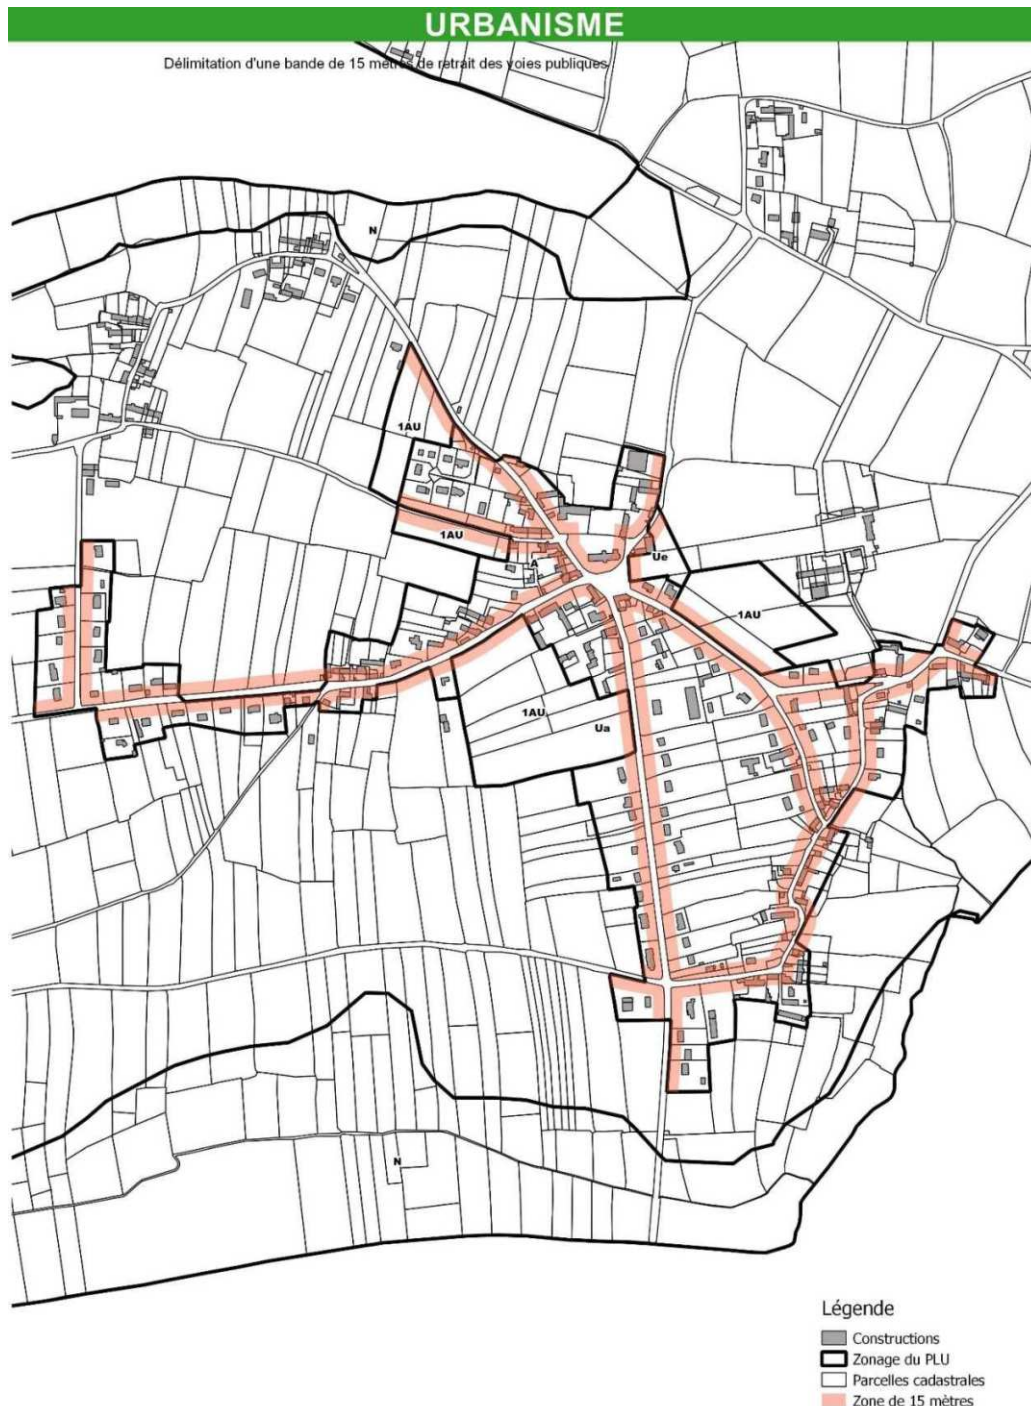 URBANISME
Délimitation d'une bande de 15 mètres de retrait des voies publiques
N
1AU
1AU
Ue
A
1AU
1AU
Ua
N
Légende
Constructions
Zonage du PLU
Parcelles cadastrales
Zone de 15 mètres